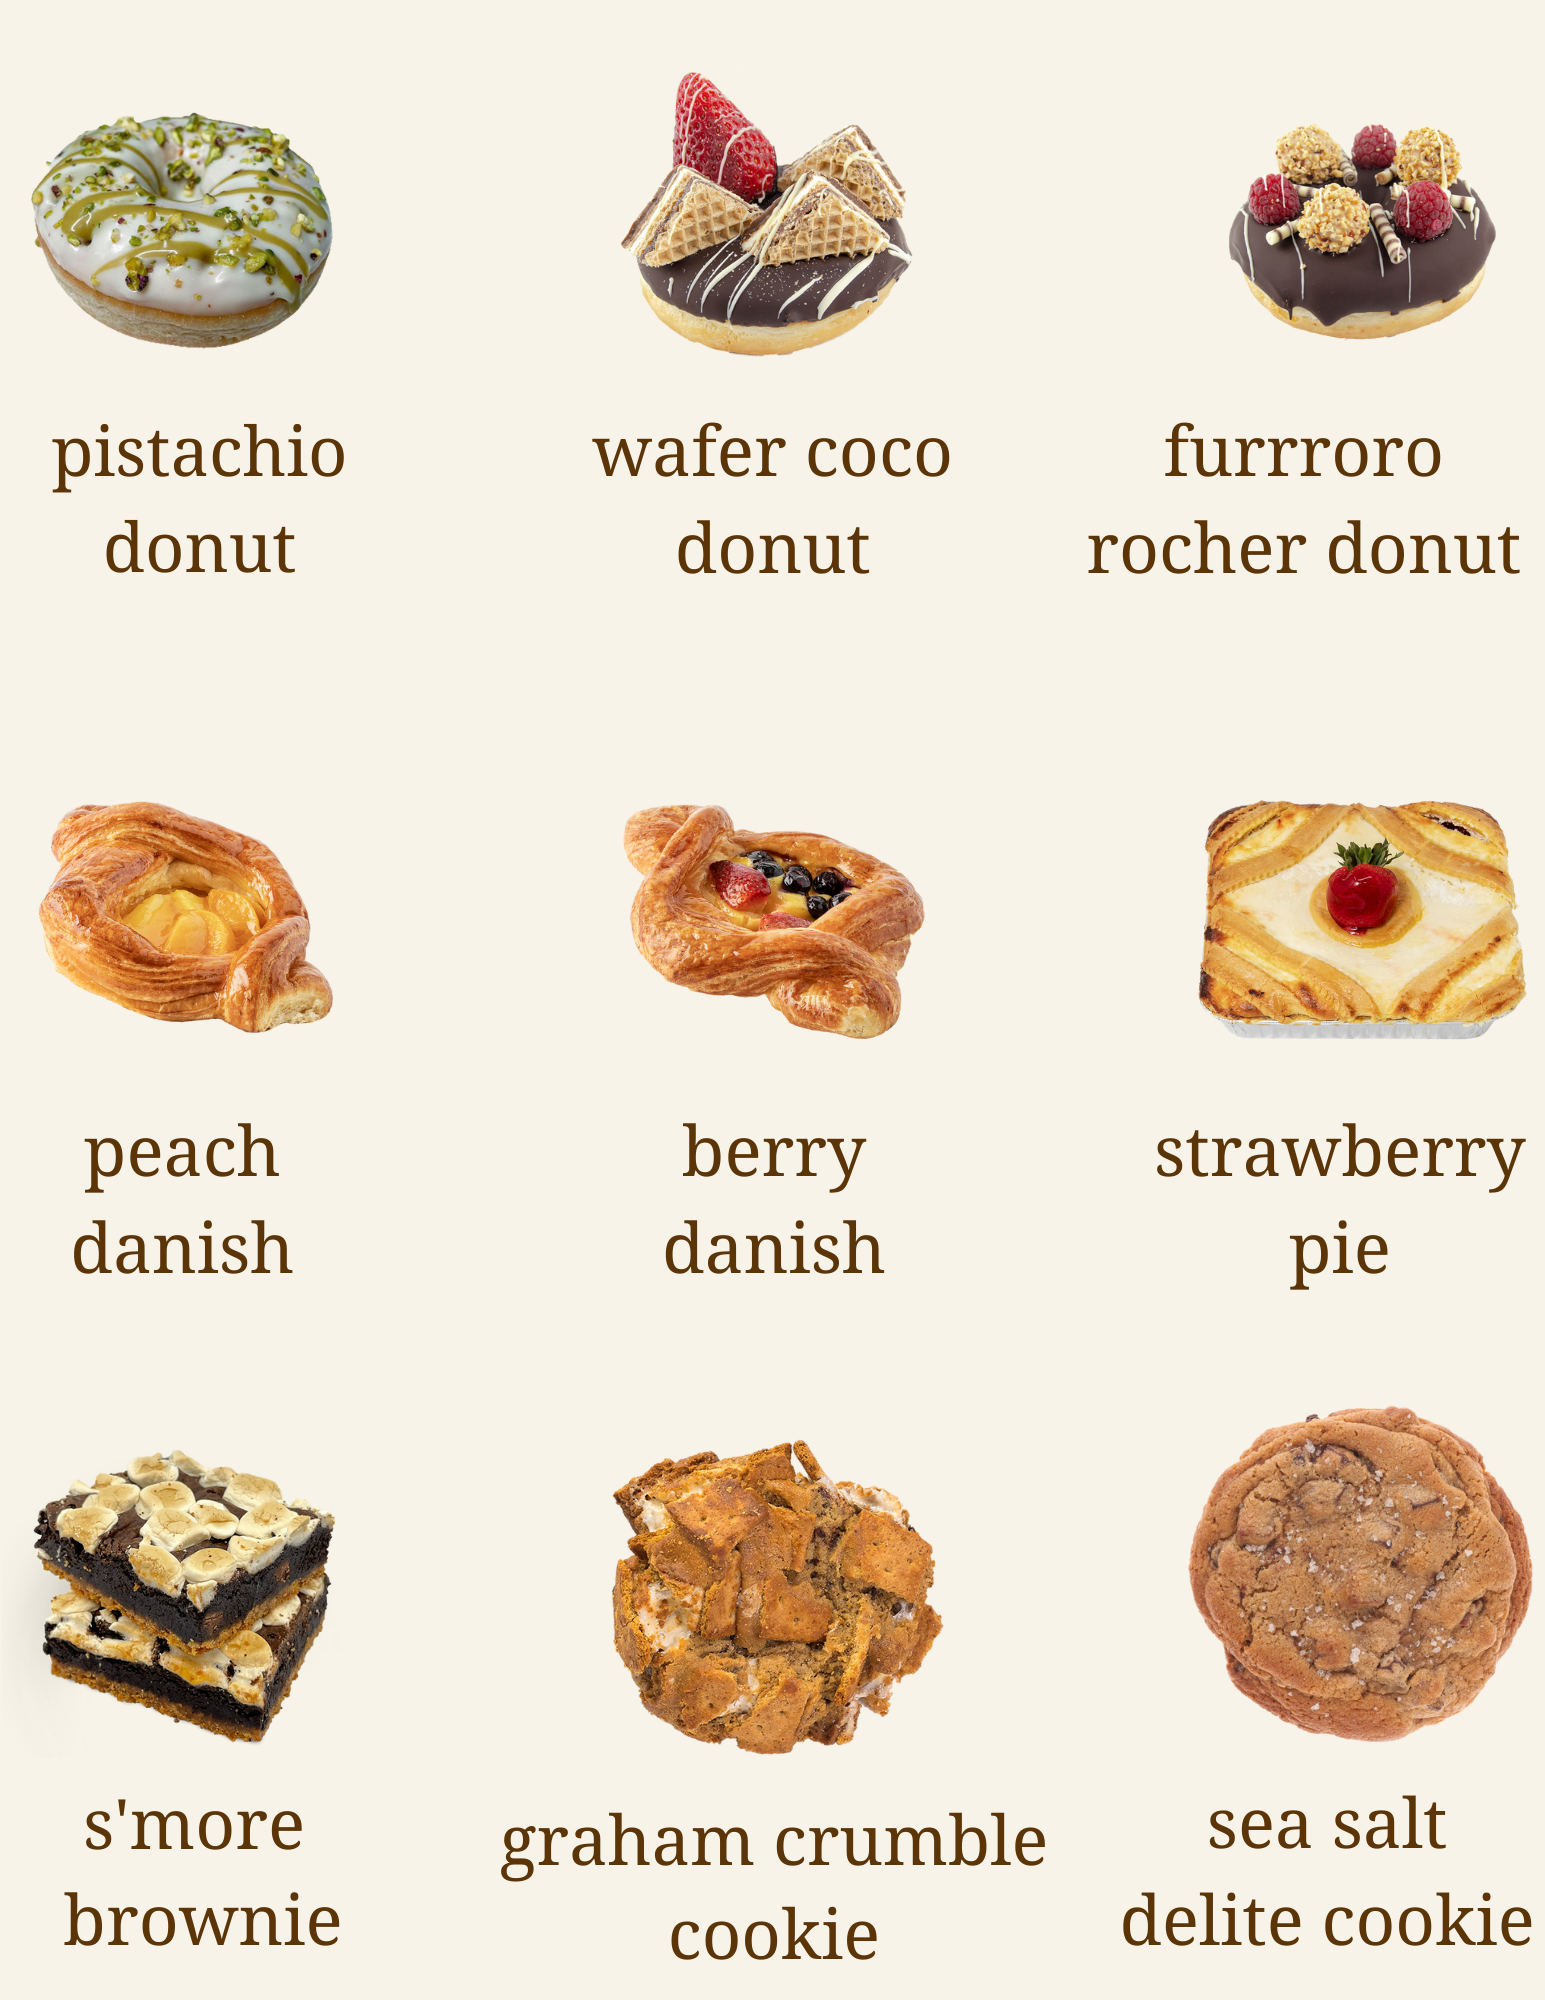 pistachio
donut
wafer coco
donut
furrroro
rocher donut
peach
danish
berry
danish
strawberry
pie
s'more
brownie
graham crumble
cookie
sea salt
delite cookie